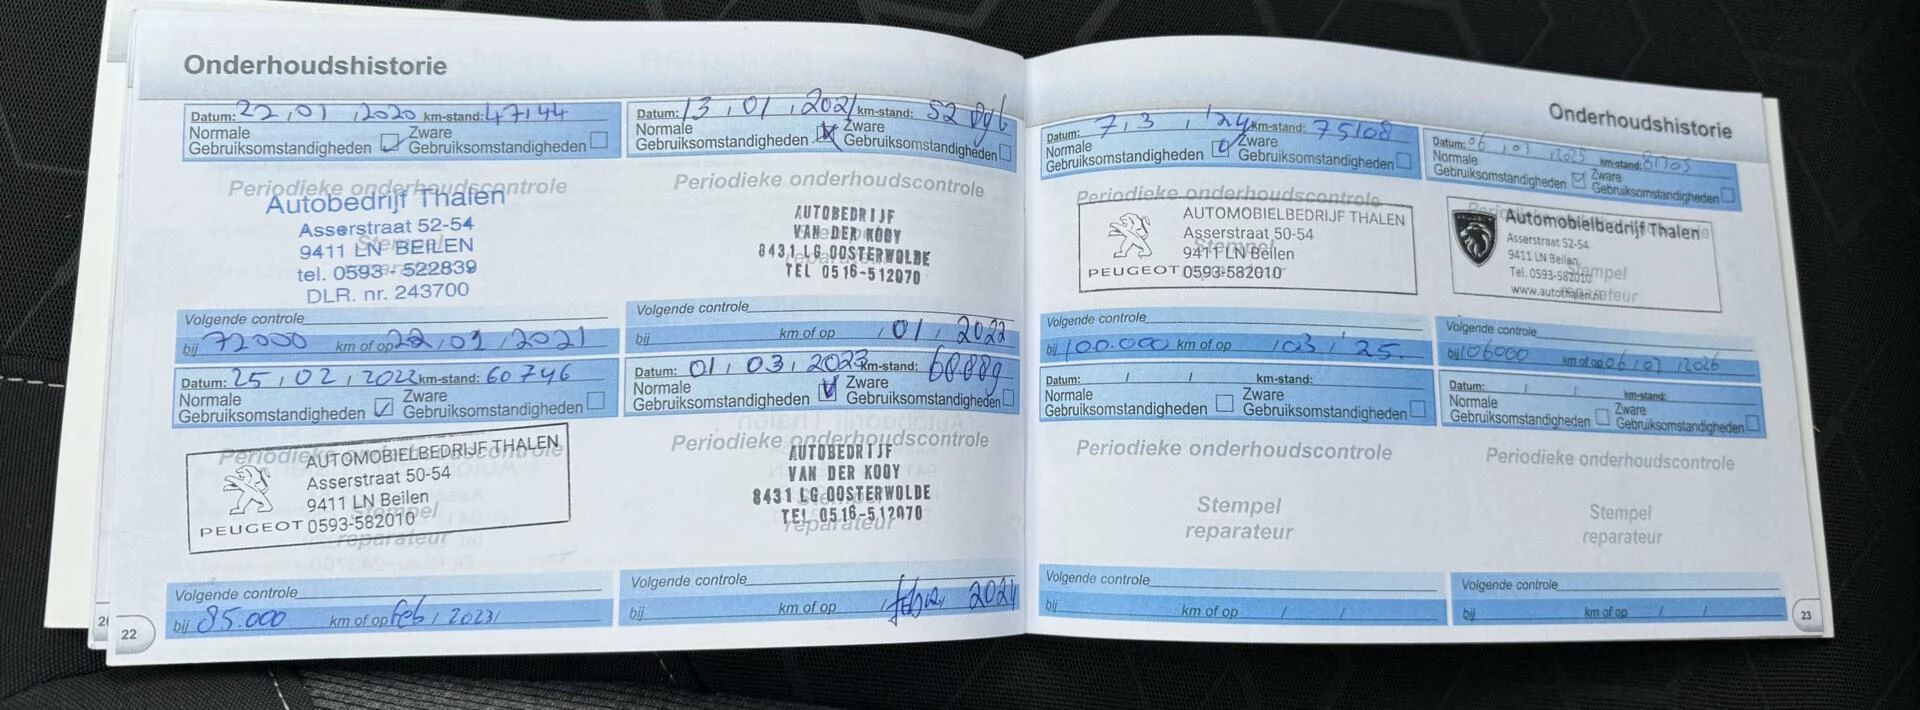 Onderhoudshistorie
Datum: 22 / 01 / 2020 km-stand: 47144
Normale Gebruiksomstandigheden
Zware Gebruiksomstandigheden
Periodieke onderhoudscontrole
Stempel
Autobedrijf Thalen
Asserstraat 52-54
9411 LN BEILEN
tel. 0593 - 522839
DLR. nr. 243700
Volgende controle
bij 72000 km of op 22 / 01 / 2021
Datum: 13 / 01 / 2021 km-stand: 52
Normale Gebruiksomstandigheden
Zware Gebruiksomstandigheden
Periodieke onderhoudscontrole
AUTOBEDRIJF
VAN DER KOOY
8431 LG OOSTERWOLDE
TEL 0516-512070
Volgende controle
bij km of op / 01 / 2022
Datum: 25 / 02 / 2022 km-stand: 60746
Normale Gebruiksomstandigheden
Zware Gebruiksomstandigheden
Periodieke onderhoudscontrole
Stempel
reparateur
AUTOMOBIELBEDRIJF THALEN
Asserstraat 50-54
9411 LN Beilen
PEUGEOT 0593-582010
Volgende controle
bij 85.000 km of op feb / 2023 /
Datum: 01 / 03 / 2023 km-stand: 68889
Normale Gebruiksomstandigheden
Zware Gebruiksomstandigheden
Periodieke onderhoudscontrole
reparateur
AUTOBEDRIJF
VAN DER KOOY
8431 LG OOSTERWOLDE
TEL 0516-512070
Volgende controle
bij km of op / 2024
22
Onderhoudshistorie
Datum: 7 / 3 / '24 km-stand: 75108
Normale Gebruiksomstandigheden
Zware Gebruiksomstandigheden
Periodieke onderhoudscontrole
Stempel
AUTOMOBIELBEDRIJF THALEN
Asserstraat 50-54
9411 LN Beilen
PEUGEOT 0593-582010
Volgende controle
bij 100.000 km of op / 03 / '25.
Datum: 06 / 03 / 2025 km-stand: 81305
Normale Gebruiksomstandigheden
Zware Gebruiksomstandigheden
Stempel
reparateur
Automobielbedrijf Thalen
Asserstraat 52-54
9411 LN Beilen
Tel. 0593-582010
www.autothalen.nl
Volgende controle
bij 106000 km of op 06 / 03 / 2026
Datum: / / km-stand:
Normale Gebruiksomstandigheden
Zware Gebruiksomstandigheden
Periodieke onderhoudscontrole
Stempel
reparateur
Volgende controle
bij km of op / /
Datum: / / km-stand:
Normale Gebruiksomstandigheden
Zware Gebruiksomstandigheden
Periodieke onderhoudscontrole
Stempel
reparateur
Volgende controle
bij km of op / /
23